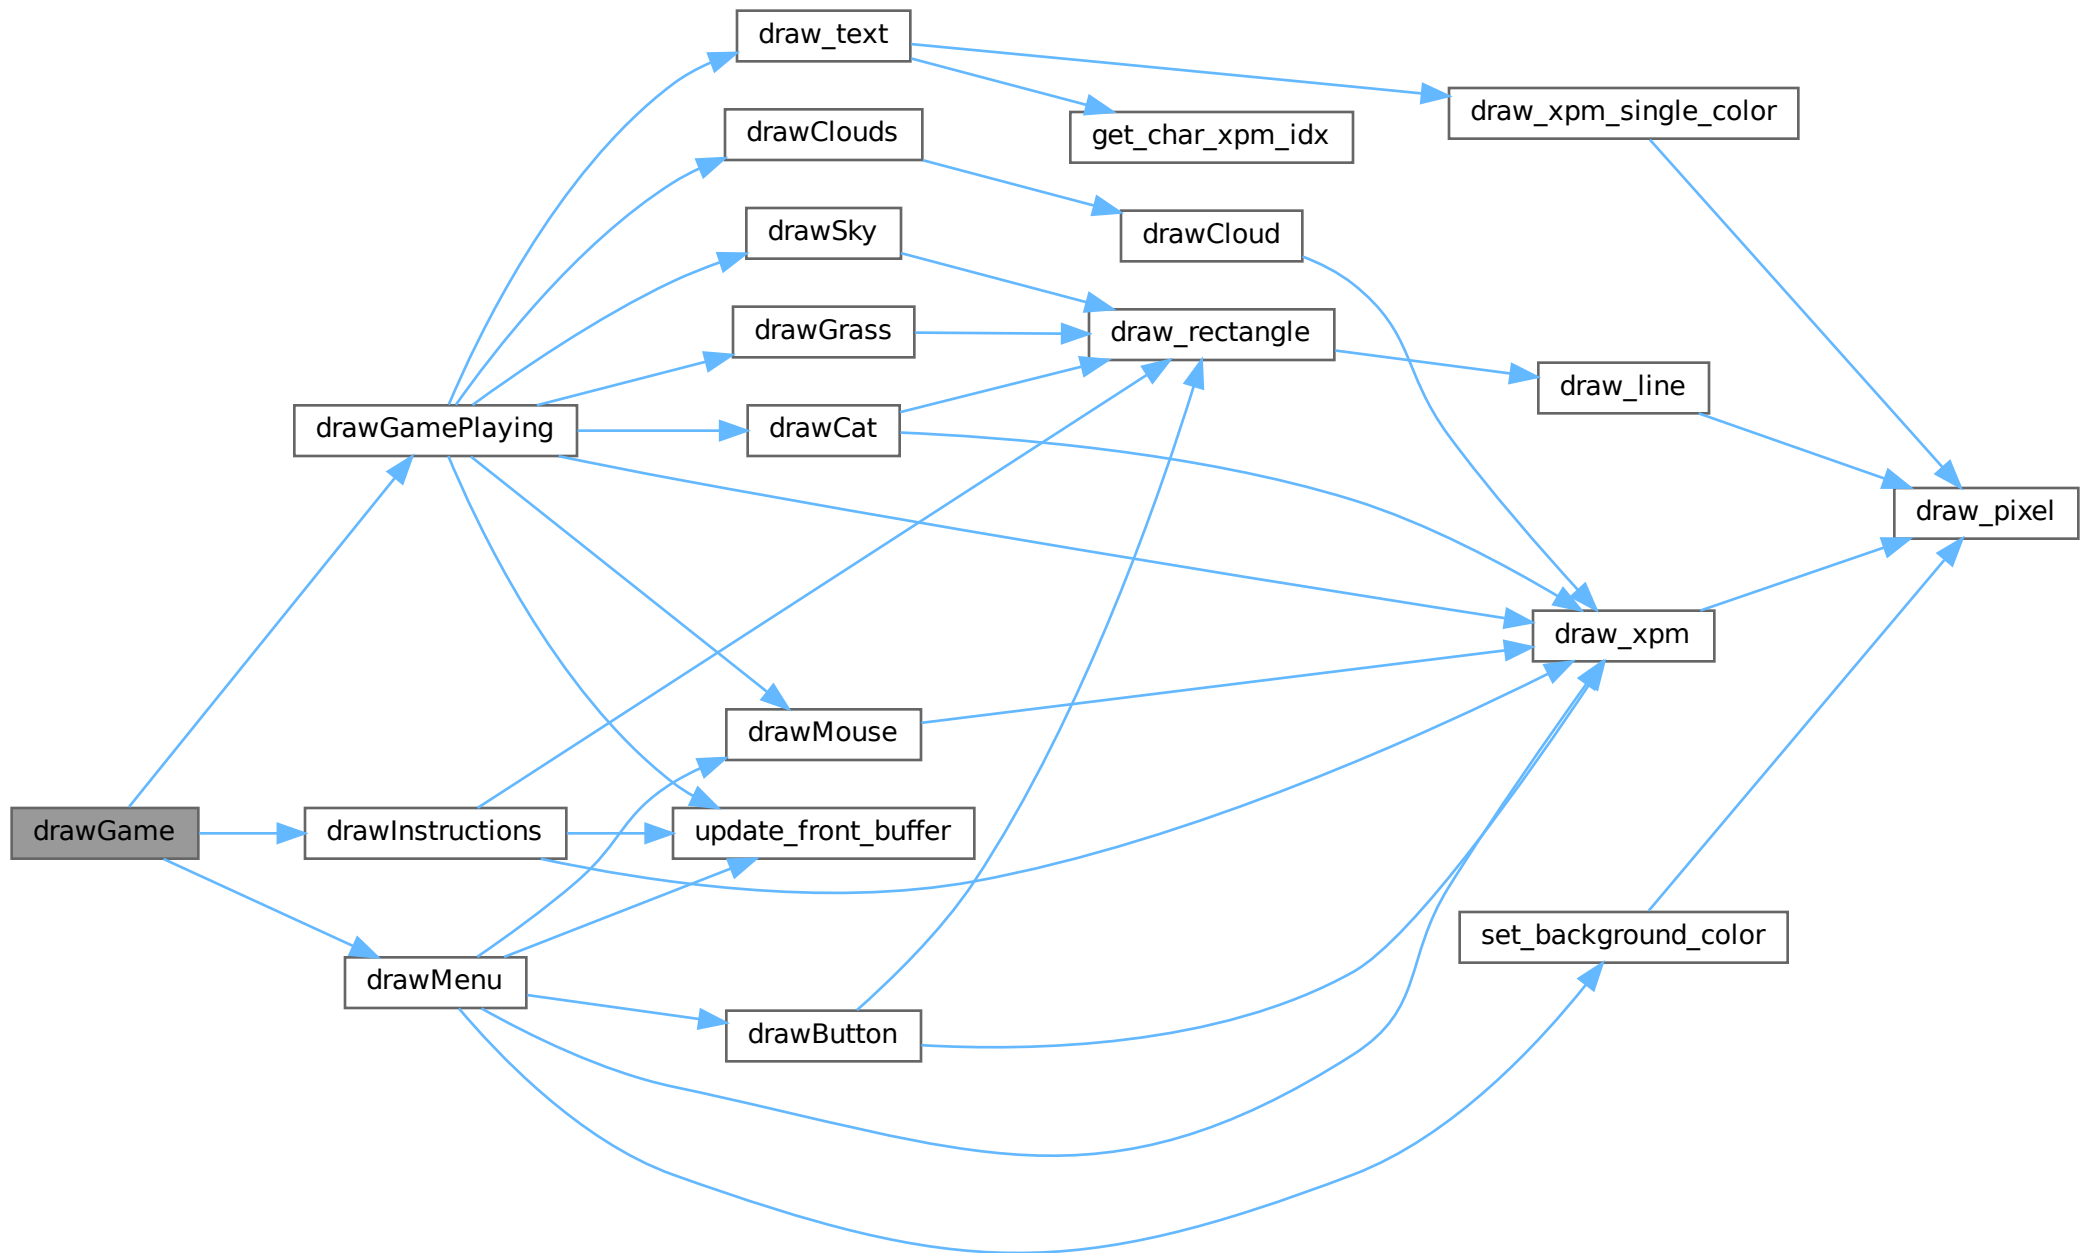 draw_text
draw_xpm_single_color
drawClouds
get_char_xpm_idx
drawSky
drawCloud
drawGrass
draw_rectangle
draw_line
drawGamePlaying
drawCat
draw_pixel
draw_xpm
drawMouse
drawGame
drawInstructions
update_front_buffer
set_background_color
drawMenu
drawButton